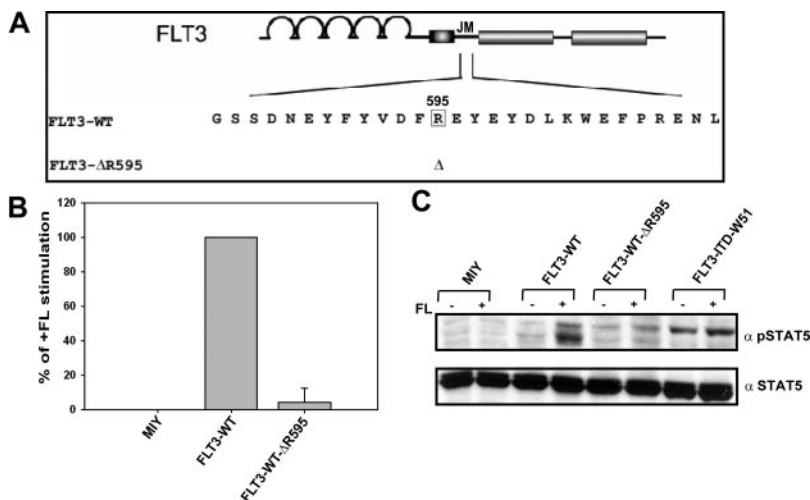 A
FLT3
JM
595
FLT3-WT
G S S D N E Y F Y V D F R E Y E Y D L K W E F P R E N L
FLT3-ΔR595
Δ
B
% of +FL stimulation
120
100
80
60
40
20
0
MIY
FLT3-WT
FLT3-WT-ΔR595
C
MIY
FLT3-WT
FLT3-WT-ΔR595
FLT3-ITD-W51
FL - + - + - + - +
α pSTAT5
α STAT5